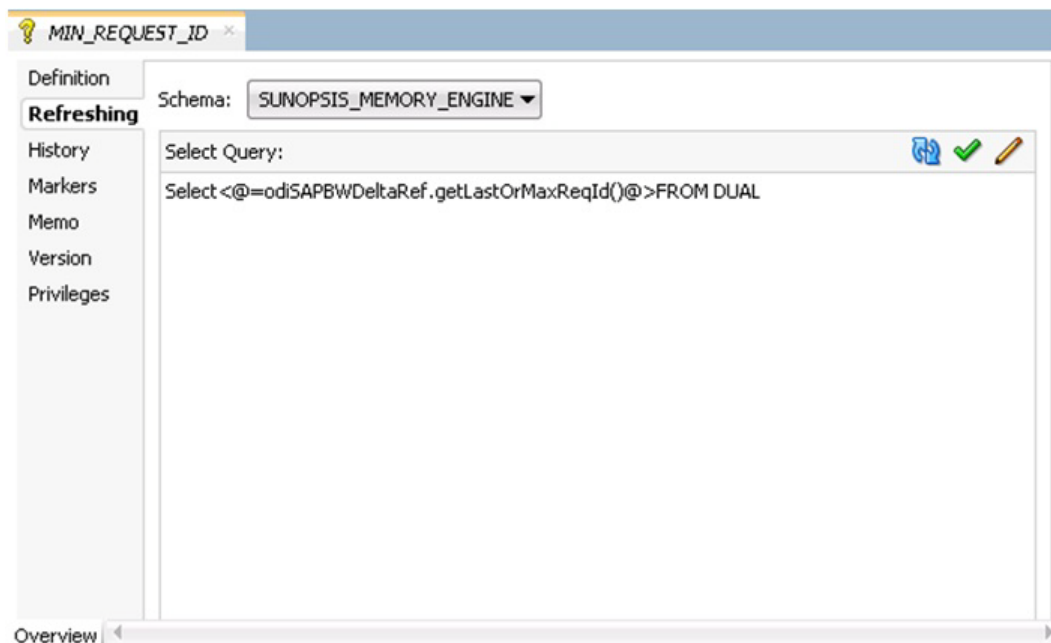 MIN_REQUEST_ID
Definition
Refreshing
History
Markers
Memo
Version
Privileges
Schema: SUNOPSIS_MEMORY_ENGINE
Select Query:
Select<@=odiSAPBWDeltaRef.getLastOrMaxReqId()@>FROM DUAL
Overview